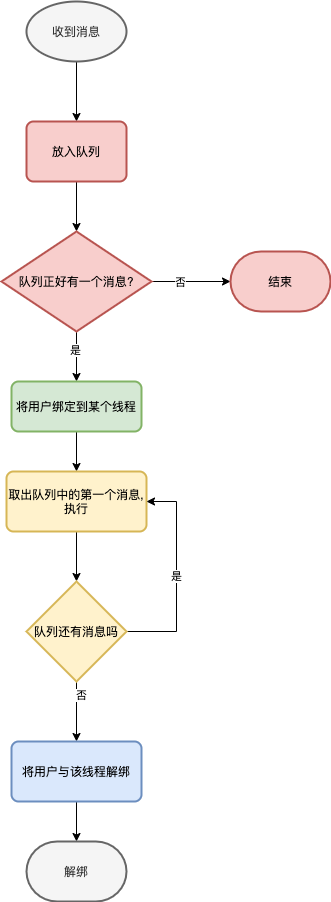 收到消息
放入队列
队列正好有一个消息?
否
结束
是
将用户绑定到某个线程
取出队列中的第一个消息,
执行
是
队列还有消息吗
否
将用户与该线程解绑
解绑